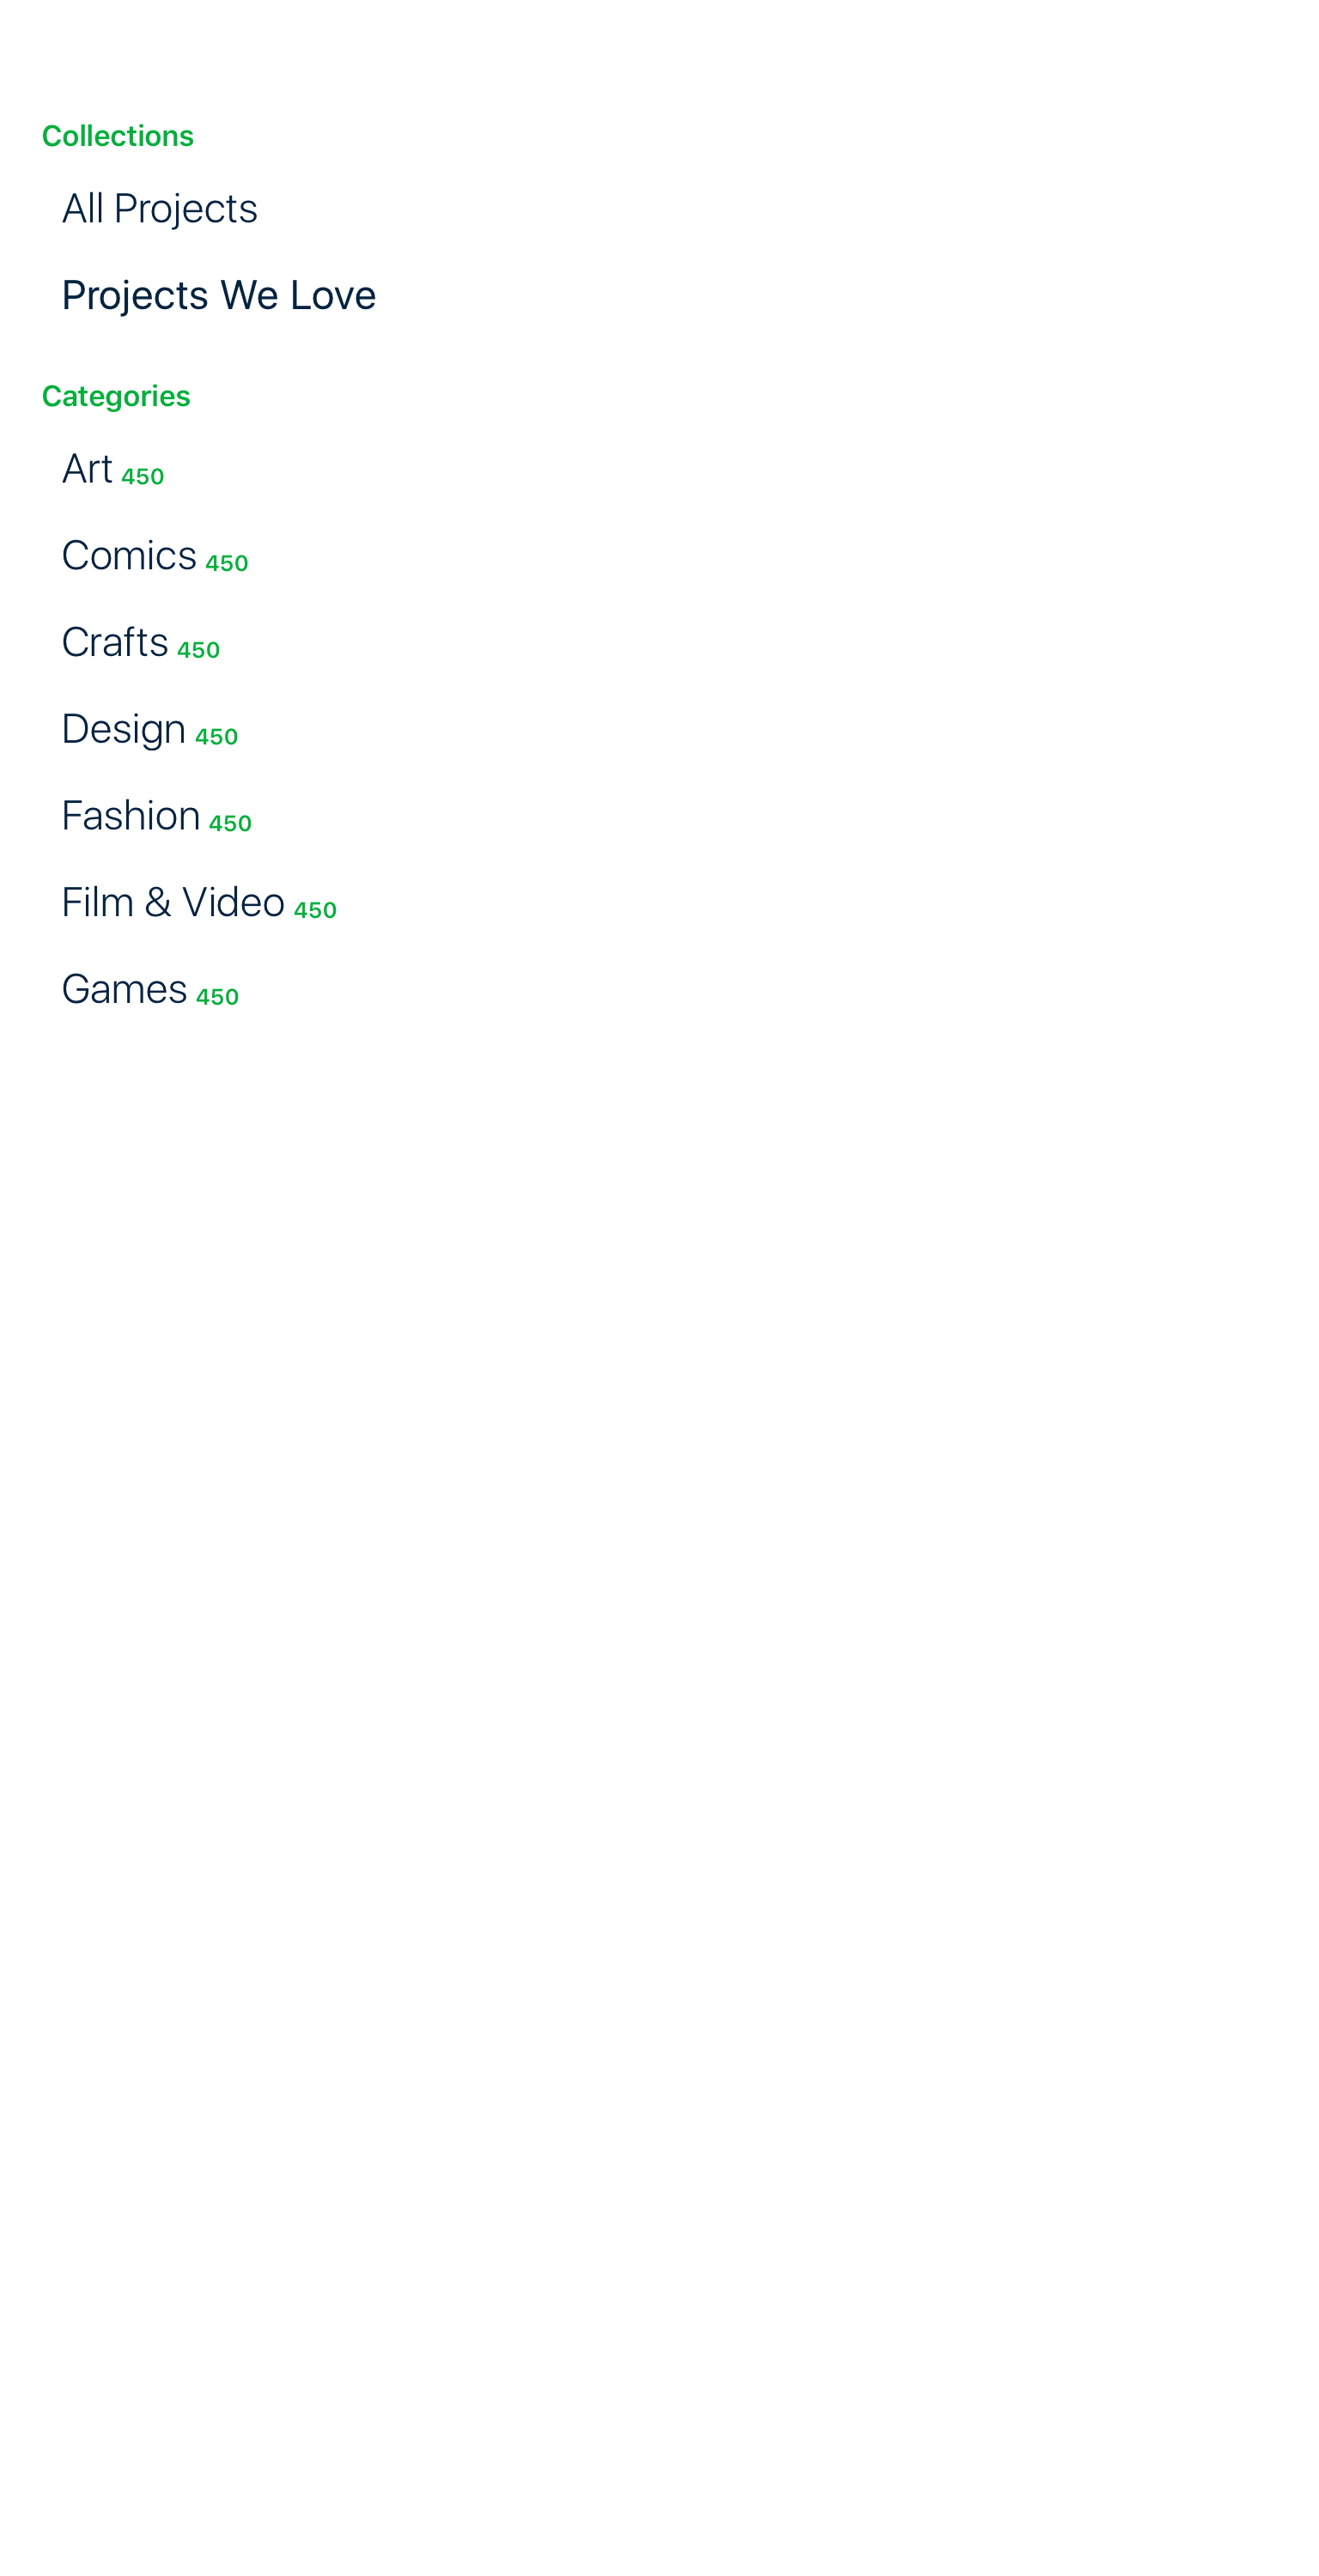 Collections
All Projects
Projects We Love
Categories
Art 450
Comics 450
Crafts 450
Design 450
Fashion 450
Film & Video 450
Games 450